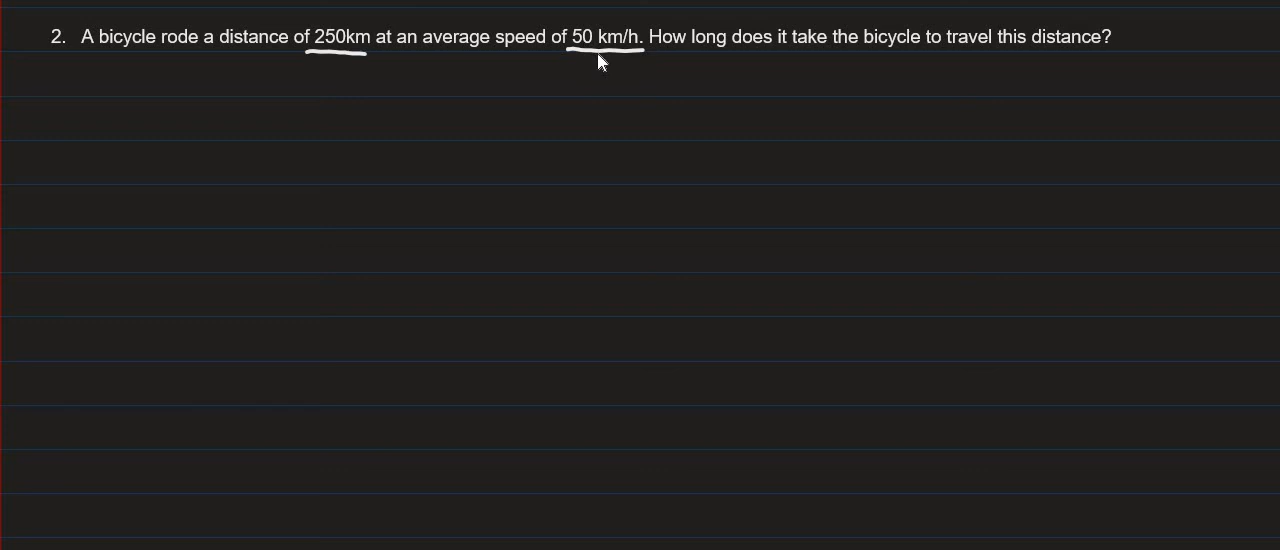 2. A bicycle rode a distance of 250km at an average speed of 50 km/h. How long does it take the bicycle to travel this distance?